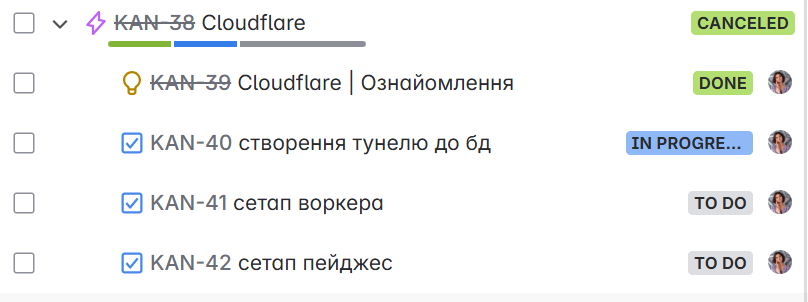 KAN-38 Cloudflare CANCELED
KAN-39 Cloudflare | Ознайомлення DONE
KAN-40 створення тунелю до бд IN PROGRE...
KAN-41 сетап воркера TO DO
KAN-42 сетап пейджес TO DO